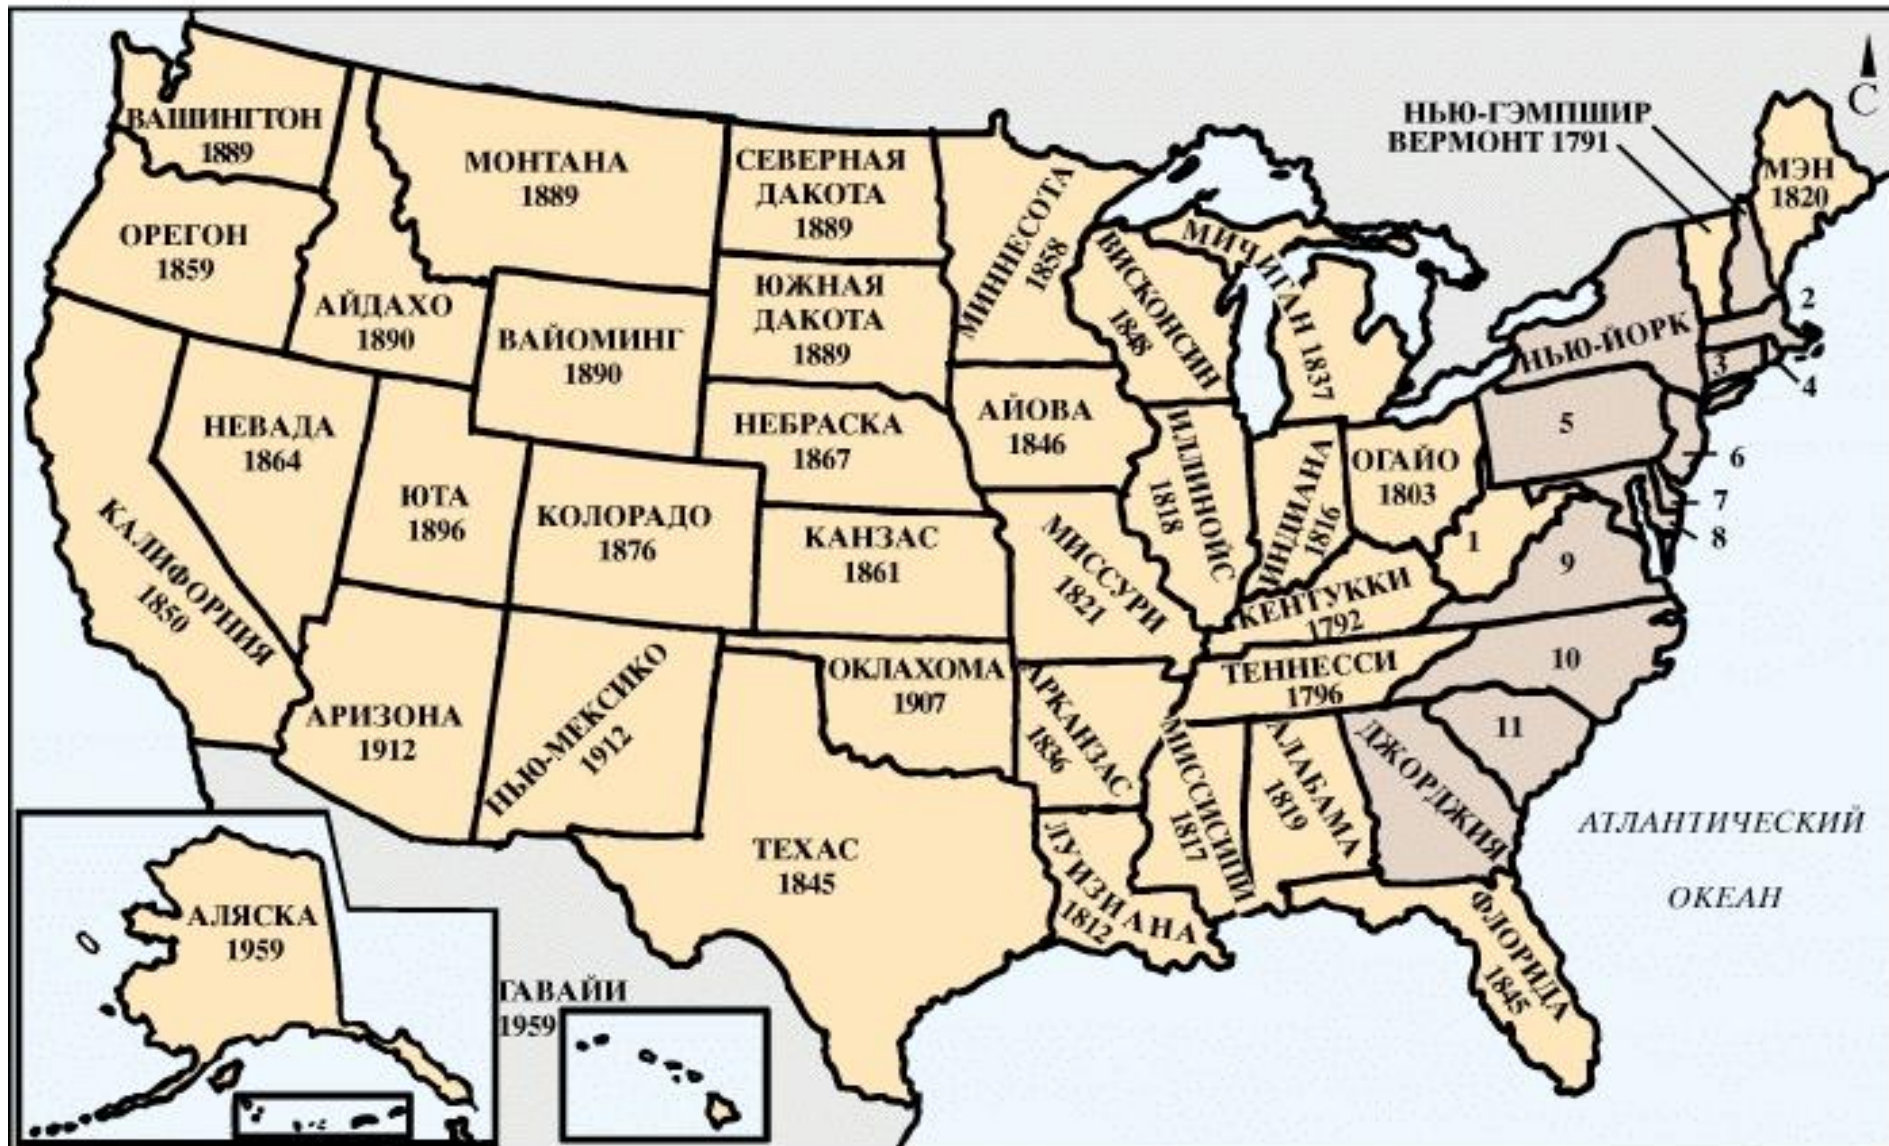 НЬЮ-ГЭМПШИР
ВЕРМОНТ 1791
С
ВАШИНГТОН
1889
МОНТАНА
1889
СЕВЕРНАЯ
ДАКОТА
1889
МИННЕСОТА
1858
МЭН
1820
ОРЕГОН
1859
АЙДАХО
1890
ВАЙОМИНГ
1890
ЮЖНАЯ
ДАКОТА
1889
ВИСКОНСИН
1848
МИЧИГАН 1837
НЬЮ-ЙОРК
2
3
4
НЕВАДА
1864
НЕБРАСКА
1867
АЙОВА
1846
ИЛЛИНОЙС
1818
ИНДИАНА
1816
ОГАЙО
1803
5
6
7
8
КАЛИФОРНИЯ
1850
ЮТА
1896
КОЛОРАДО
1876
КАНЗАС
1861
МИССУРИ
1821
КЕНТУККИ
1792
1
9
АРИЗОНА
1912
НЬЮ-МЕКСИКО
1912
ОКЛАХОМА
1907
АРКАНЗАС
1836
ТЕННЕССИ
1796
10
11
ТЕХАС
1845
ЛУИЗИАНА
1812
МИССИСИПИ
1817
АЛАБАМА
1819
ДЖОРДЖИЯ
ФЛОРИДА
1845
АТЛАНТИЧЕСКИЙ
ОКЕАН
АЛЯСКА
1959
ГАВАЙИ
1959